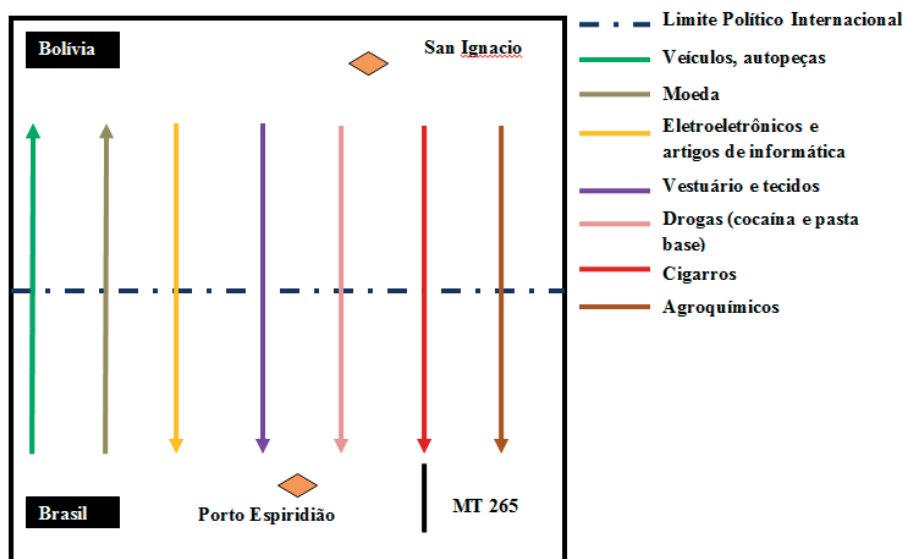 Bolívia
San Ignacio
Brasil
Porto Espiridião
MT 265
Limite Político Internacional
Veículos, autopeças
Moeda
Eletroeletrônicos e
artigos de informática
Vestuário e tecidos
Drogas (cocaína e pasta
base)
Cigarros
Agroquímicos